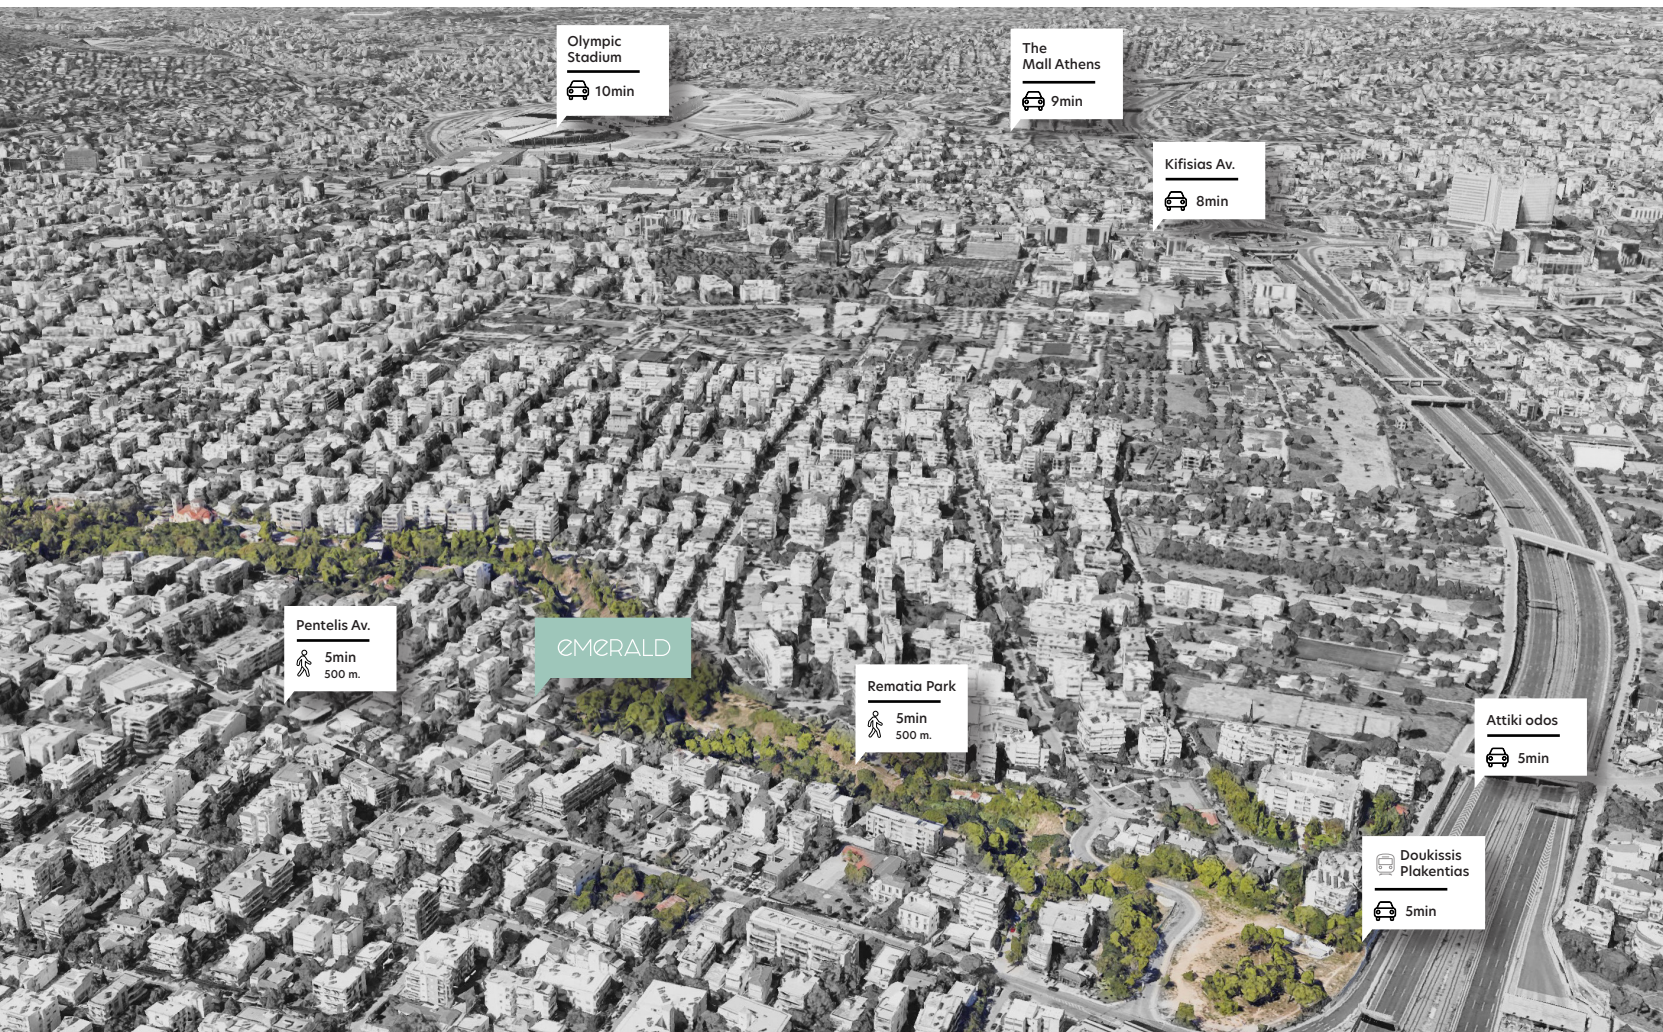 Olympic
Stadium
10min
The
Mall Athens
9min
Kifisias Av.
8min
Pentelis Av.
5min
500 m.
EMERALD
Rematia Park
5min
500 m.
Attiki odos
5min
Doukissis
Plakentias
5min